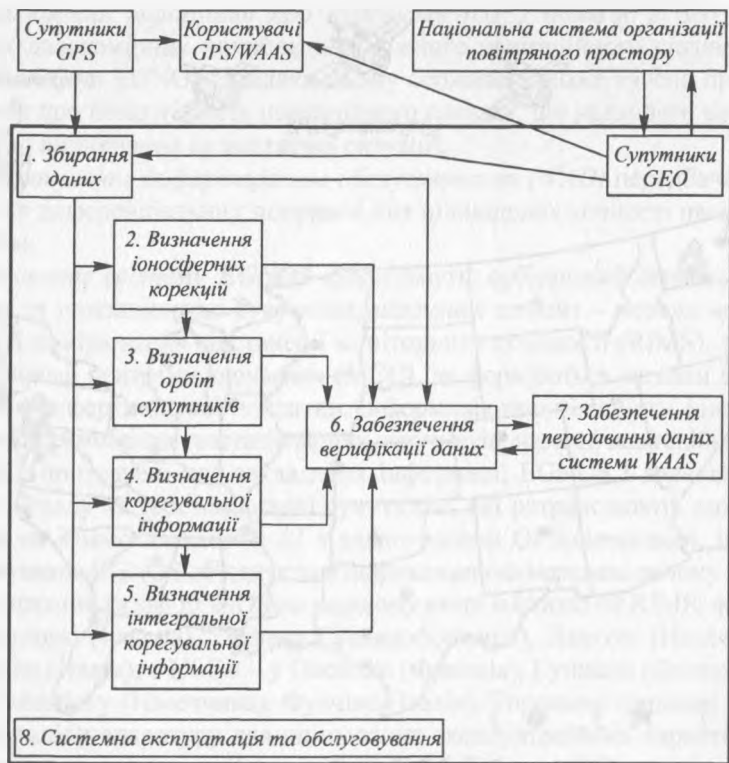 Супутники
GPS
Користувачі
GPS/WAAS
Національна система організації
повітряного простору
1. Збирання
даних
Супутники
GEO
2. Визначення
іоносферних
корекцій
3. Визначення
орбіт
супутників
6. Забезпечення
верифікації даних
7. Забезпечення
передавання даних
системи WAAS
4. Визначення
корегувальної
інформації
5. Визначення
інтегральної
корегувальної
інформації
8. Системна експлуатація та обслуговування